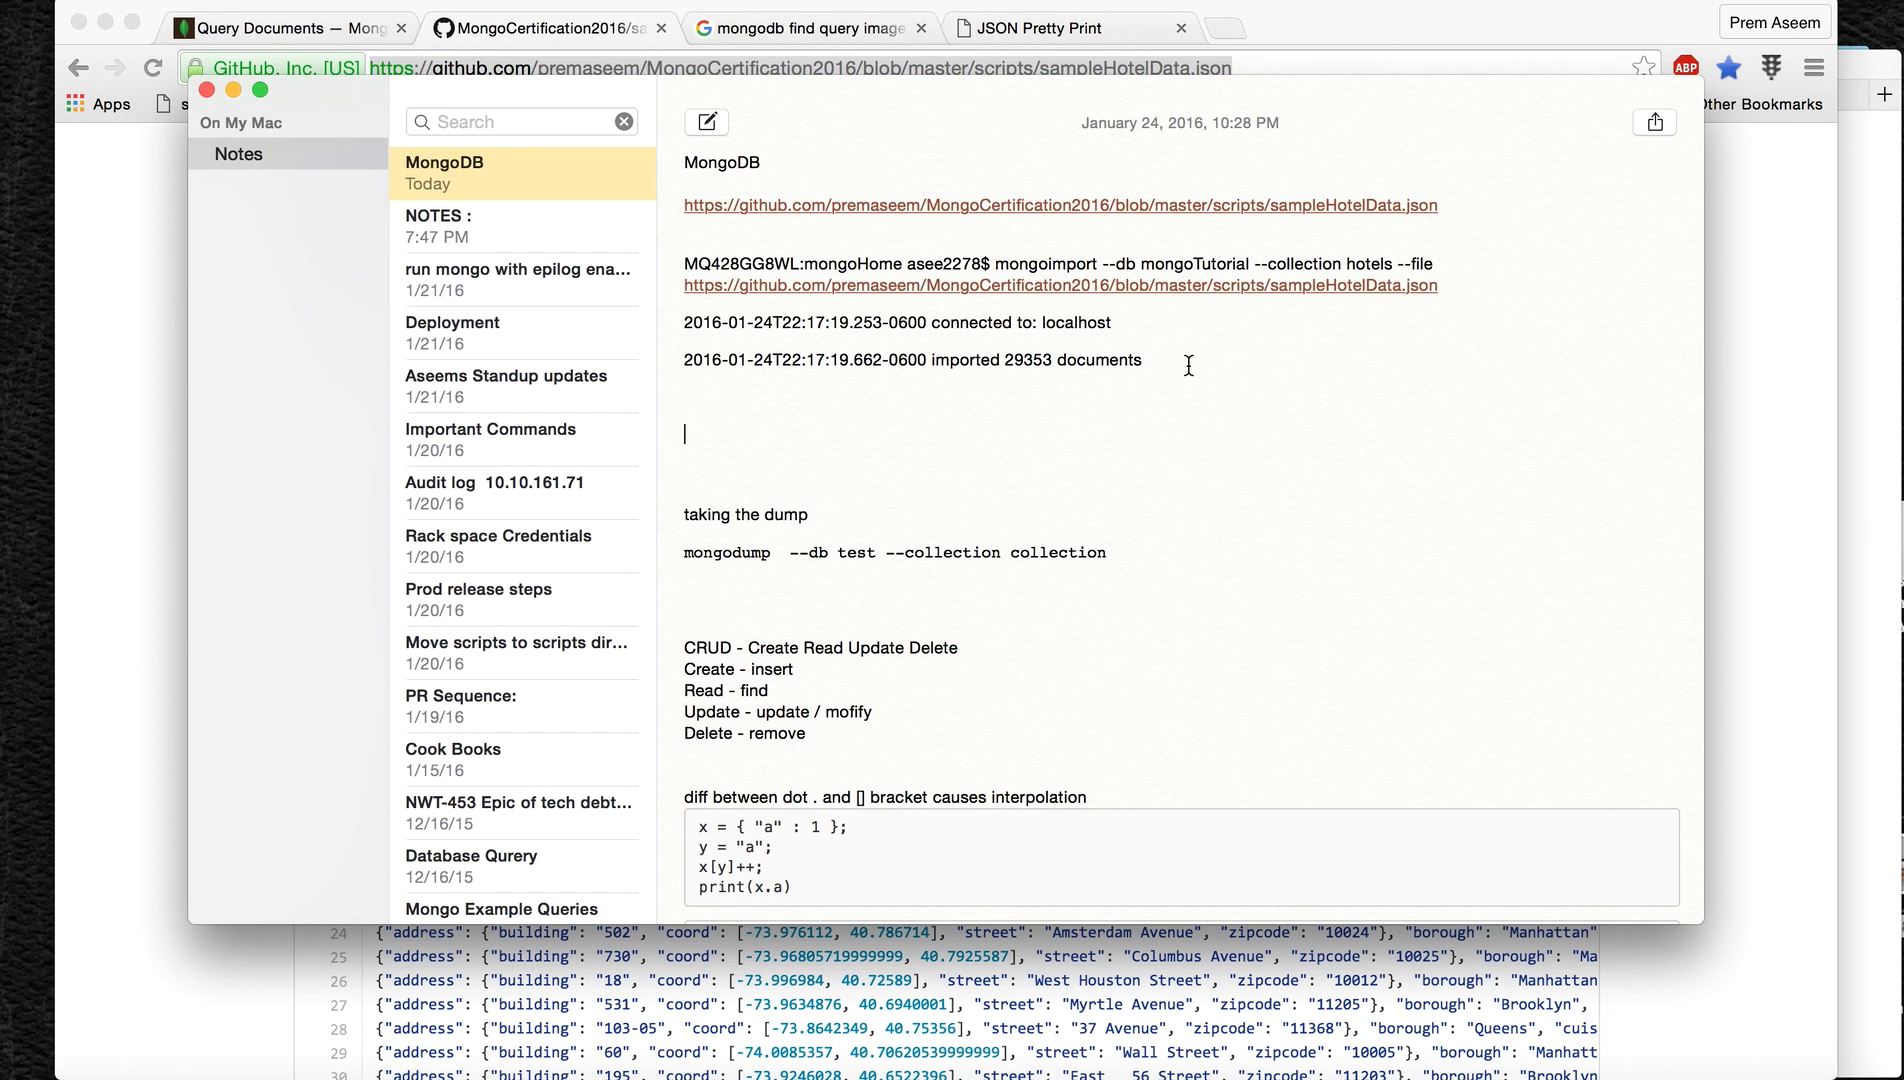 Query Documents — Mong
MongoCertification2016/sa
mongodb find query image
JSON Pretty Print
Prem Aseem
GitHub, Inc. [US] https://github.com/premaseem/MongoCertification2016/blob/master/scripts/sampleHotelData.json
ABP
Apps
Other Bookmarks
On My Mac
Notes
Search
MongoDB
Today
NOTES :
7:47 PM
run mongo with epilog ena...
1/21/16
Deployment
1/21/16
Aseems Standup updates
1/21/16
Important Commands
1/20/16
Audit log 10.10.161.71
1/20/16
Rack space Credentials
1/20/16
Prod release steps
1/20/16
Move scripts to scripts dir...
1/20/16
PR Sequence:
1/19/16
Cook Books
1/15/16
NWT-453 Epic of tech debt...
12/16/15
Database Qurery
12/16/15
Mongo Example Queries
January 24, 2016, 10:28 PM
MongoDB
https://github.com/premaseem/MongoCertification2016/blob/master/scripts/sampleHotelData.json
MQ428GG8WL:mongoHome asee2278$ mongoimport --db mongoTutorial --collection hotels --file
https://github.com/premaseem/MongoCertification2016/blob/master/scripts/sampleHotelData.json
2016-01-24T22:17:19.253-0600 connected to: localhost
2016-01-24T22:17:19.662-0600 imported 29353 documents
taking the dump
mongodump --db test --collection collection
CRUD - Create Read Update Delete
Create - insert
Read - find
Update - update / mofify
Delete - remove
diff between dot . and [] bracket causes interpolation
x = { "a" : 1 };
y = "a";
x[y]++;
print(x.a)
24 {"address": {"building": "502", "coord": [-73.976112, 40.786714], "street": "Amsterdam Avenue", "zipcode": "10024"}, "borough": "Manhattan"
25 {"address": {"building": "730", "coord": [-73.96805719999999, 40.7925587], "street": "Columbus Avenue", "zipcode": "10025"}, "borough": "Ma
26 {"address": {"building": "18", "coord": [-73.996984, 40.72589], "street": "West Houston Street", "zipcode": "10012"}, "borough": "Manhattan
27 {"address": {"building": "531", "coord": [-73.9634876, 40.6940001], "street": "Myrtle Avenue", "zipcode": "11205"}, "borough": "Brooklyn",
28 {"address": {"building": "103-05", "coord": [-73.8642349, 40.75356], "street": "37 Avenue", "zipcode": "11368"}, "borough": "Queens", "cuis
29 {"address": {"building": "60", "coord": [-74.0085357, 40.70620539999999], "street": "Wall Street", "zipcode": "10005"}, "borough": "Manhatt
30 {"address": {"building": "195", "coord": [-73.9246028, 40.6522396], "street": "East 56 Street", "zipcode": "11203"}, "borough": "Brooklyn